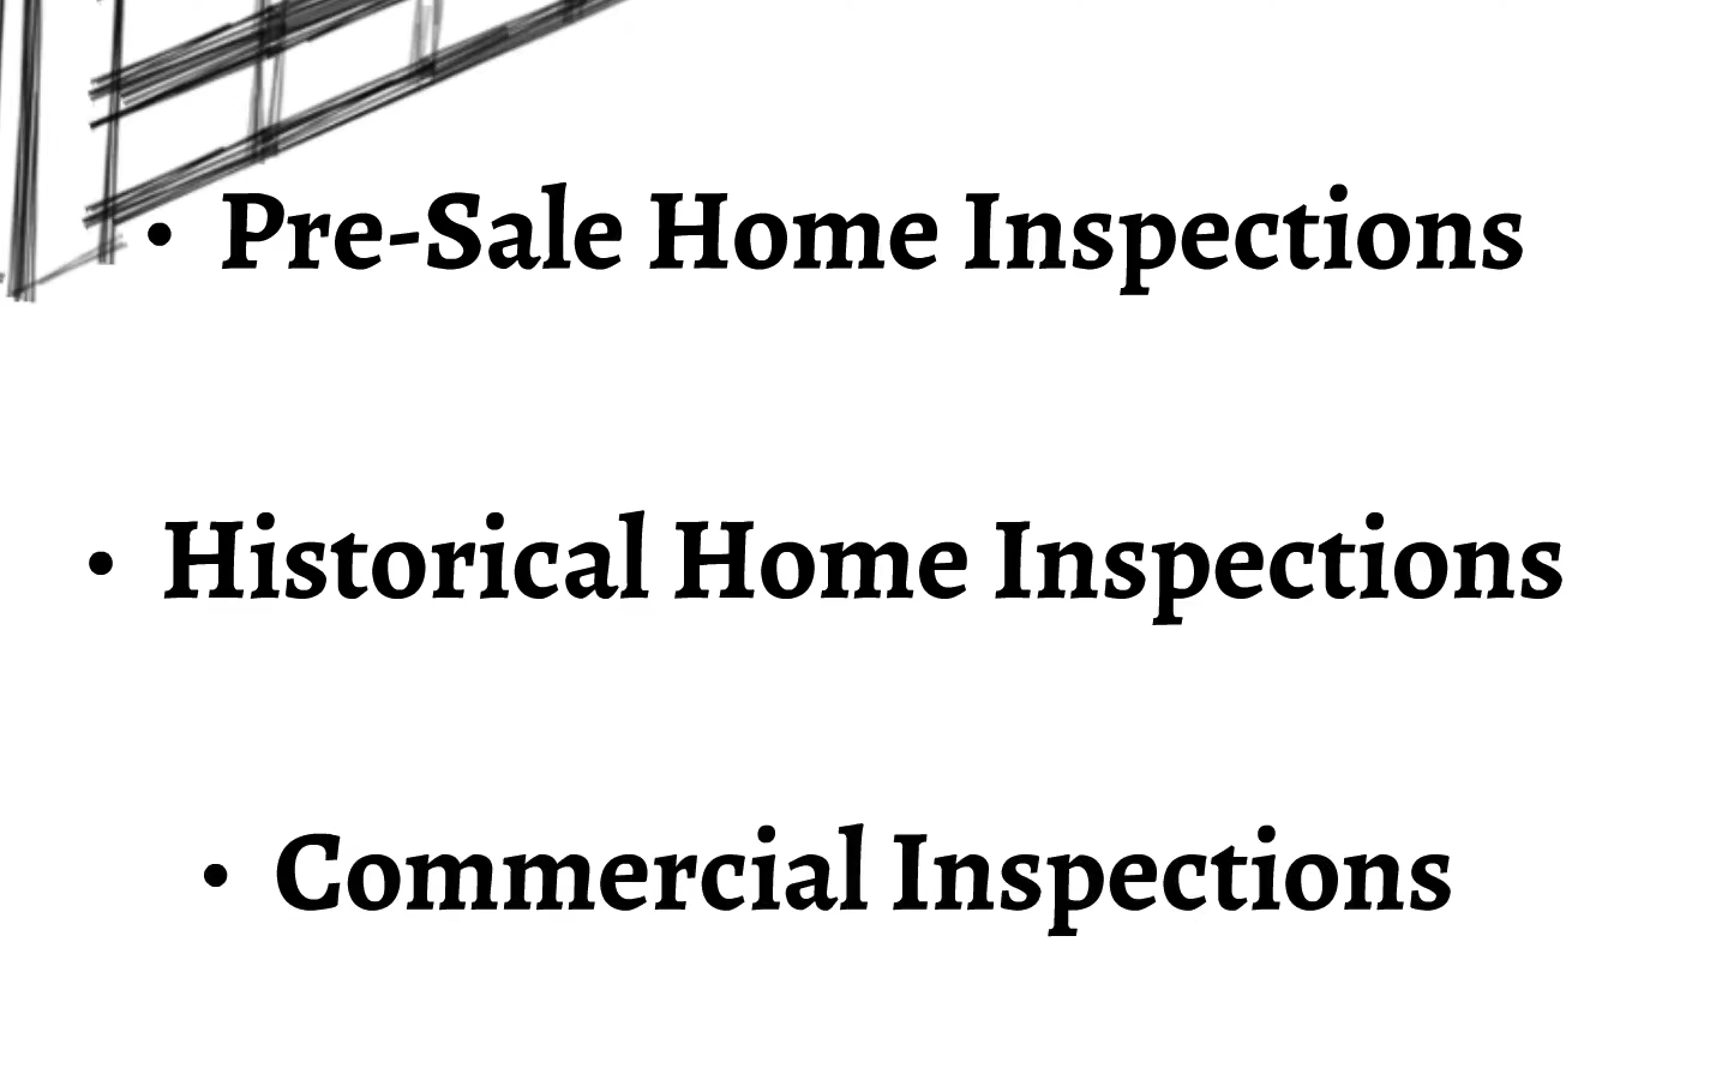 • Pre-Sale Home Inspections
• Historical Home Inspections
• Commercial Inspections